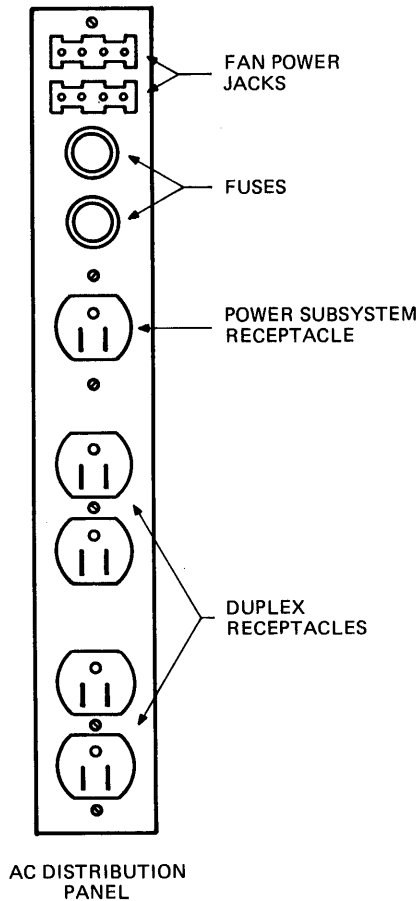 FAN POWER
JACKS
FUSES
POWER SUBSYSTEM
RECEPTACLE
DUPLEX
RECEPTACLES
AC DISTRIBUTION
PANEL